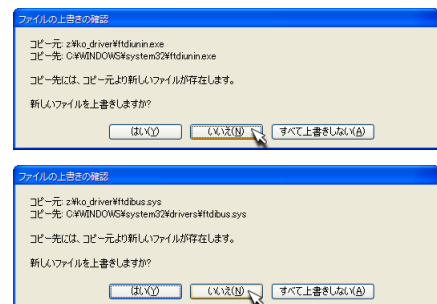 ファイルの上書きの確認
コピー元: z¥ko_driver¥ftdiunin.exe
コピー先: C:¥WINDOWS¥system32¥ftdiunin.exe
コピー先には、コピー元より新しいファイルが存在します。
新しいファイルを上書きしますか?
はい(Y) いいえ(N) すべて上書きしない(A)
ファイルの上書きの確認
コピー元: z¥ko_driver¥ftdibus.sys
コピー先: C:¥WINDOWS¥system32¥drivers¥ftdibus.sys
コピー先には、コピー元より新しいファイルが存在します。
新しいファイルを上書きしますか?
はい(Y) いいえ(N) すべて上書きしない(A)